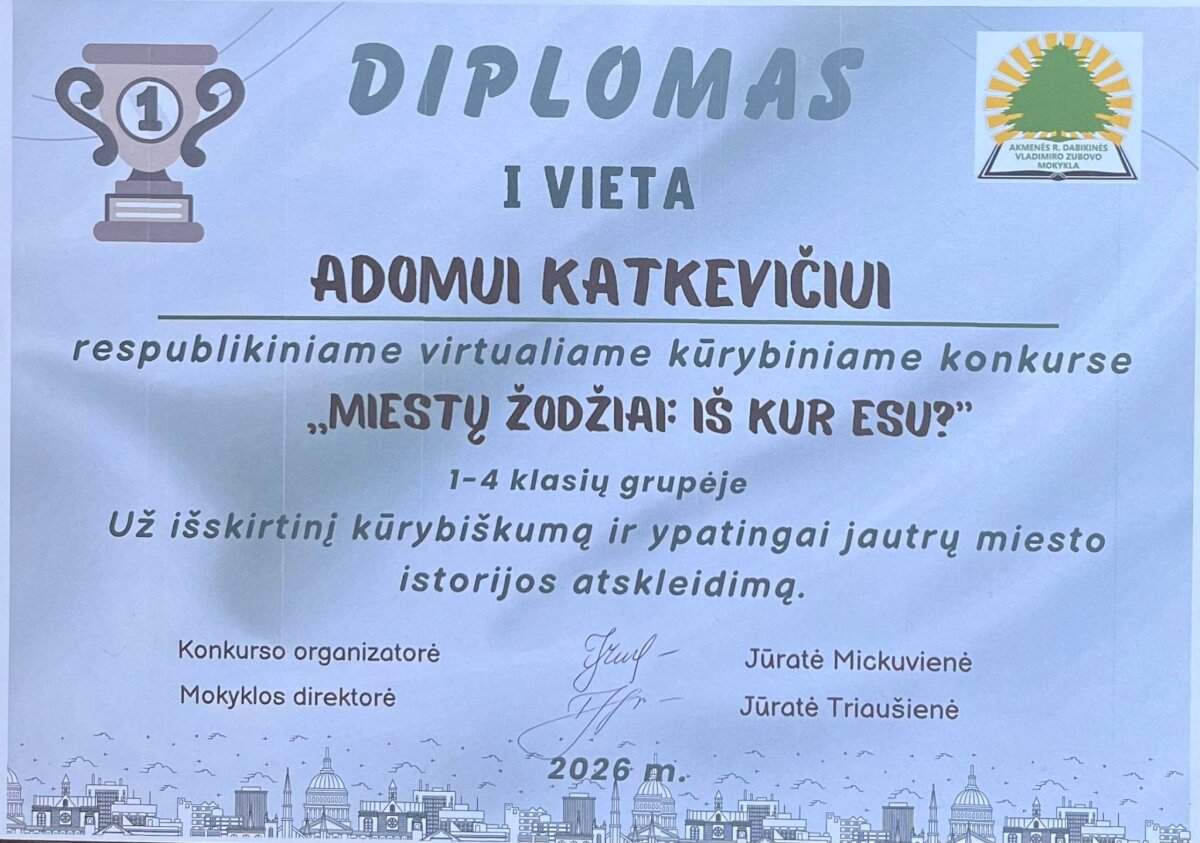 1
DIPLOMAS
AKMENĖS R. DABIKINĖS
VLADIMIRO ZUBOVO
MOKYKLA
I VIETA
ADOMUI KATKEVIČIUI
respublikiniame virtualiame kūrybiniame konkurse
„MIESTŲ ŽODŽIAI: IŠ KUR ESU?”
1-4 klasių grupėje
Už išskirtinį kūrybiškumą ir ypatingai jautrų miesto
istorijos atskleidimą.
Konkurso organizatorė Jūratė Mickuvienė
Mokyklos direktorė Jūratė Triaušienė
2026 m.